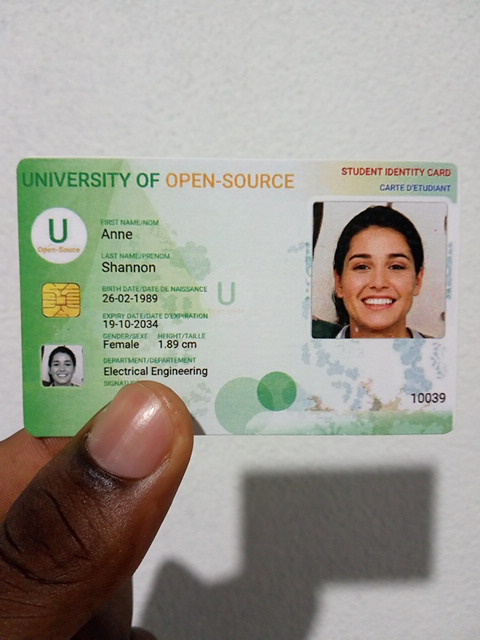 UNIVERSITY OF OPEN-SOURCE
STUDENT IDENTITY CARD
CARTE D'ETUDIANT
U
Open-Source
FIRST NAME/NOM
Anne
LAST NAME/PRENOM
Shannon
BIRTH DATE/DATE DE NAISSANCE
26-02-1989
U
EXPIRY DATE/DATE D'EXPIRATION
19-10-2034
GENDER/SEXE HEIGHT/TAILLE
Female 1.89 cm
DEPARTMENT/DEPARTEMENT
Electrical Engineering
10039